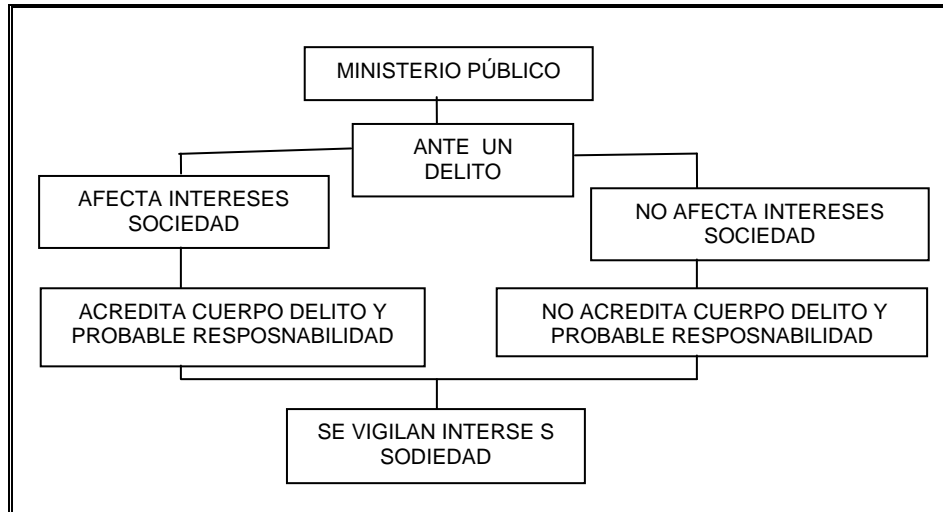 MINISTERIO PÚBLICO
ANTE UN
DELITO
AFECTA INTERESES
SOCIEDAD
NO AFECTA INTERESES
SOCIEDAD
ACREDITA CUERPO DELITO Y
PROBABLE RESPOSNABILIDAD
NO ACREDITA CUERPO DELITO Y
PROBABLE RESPOSNABILIDAD
SE VIGILAN INTERSE S
SODIEDAD